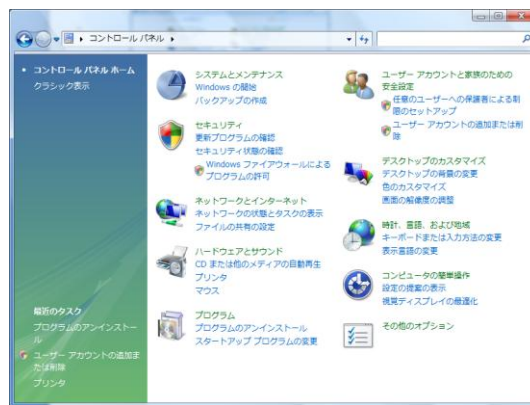 コントロール パネル
コントロール パネル ホーム
クラシック表示
システムとメンテナンス
Windows の開始
バックアップの作成
セキュリティ
更新プログラムの確認
セキュリティ状態の確認
Windows ファイアウォールによる
プログラムの許可
ネットワークとインターネット
ネットワークの状態とタスクの表示
ファイルの共有の設定
ハードウェアとサウンド
CD または他のメディアの自動再生
プリンタ
マウス
プログラム
プログラムのアンインストール
スタートアップ プログラムの変更
ユーザー アカウントと家族のための
安全設定
任意のユーザーへの保護者による制
限のセットアップ
ユーザー アカウントの追加または削
除
デスクトップのカスタマイズ
デスクトップの背景の変更
色のカスタマイズ
画面の解像度の調整
時計、言語、および地域
キーボードまたは入力方法の変更
表示言語の変更
コンピュータの簡単操作
設定の提案の表示
視覚ディスプレイの最適化
その他のオプション
最近のタスク
プログラムのアンインストー
ル
ユーザー アカウントの追加ま
たは削除
プリンタ